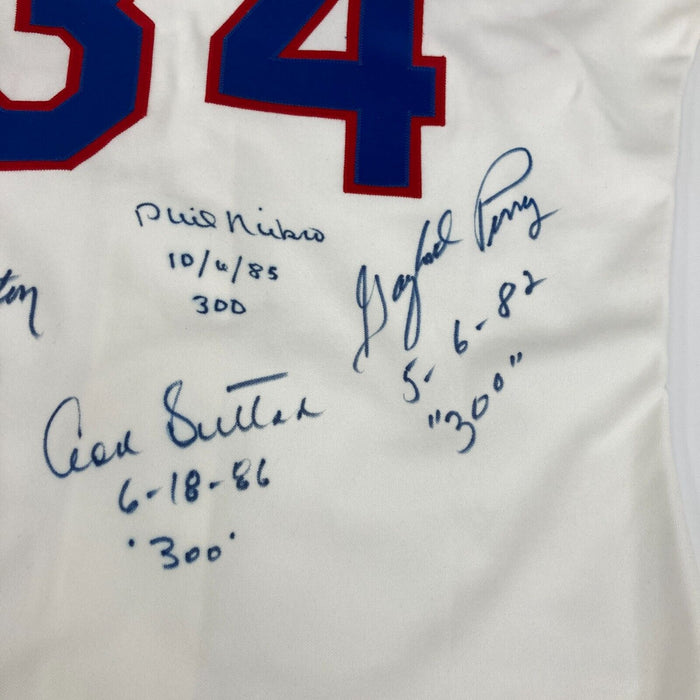 34
Phil Niekro
10/6/85
300
Gaylord Perry
5-6-82
"300"
Don Sutton
6-18-86
'300'